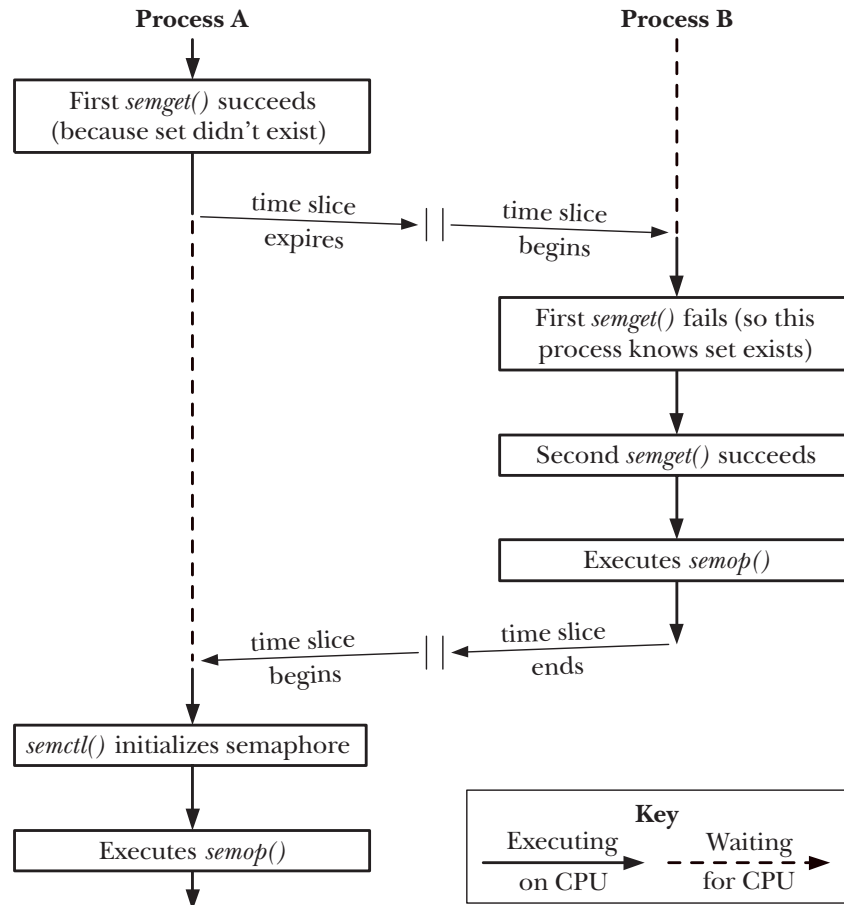 Process A
Process B
First semget() succeeds
(because set didn't exist)
time slice
expires
time slice
begins
First semget() fails (so this
process knows set exists)
Second semget() succeeds
Executes semop()
time slice
begins
time slice
ends
semctl() initializes semaphore
Executes semop()
Key
Executing
on CPU
Waiting
for CPU